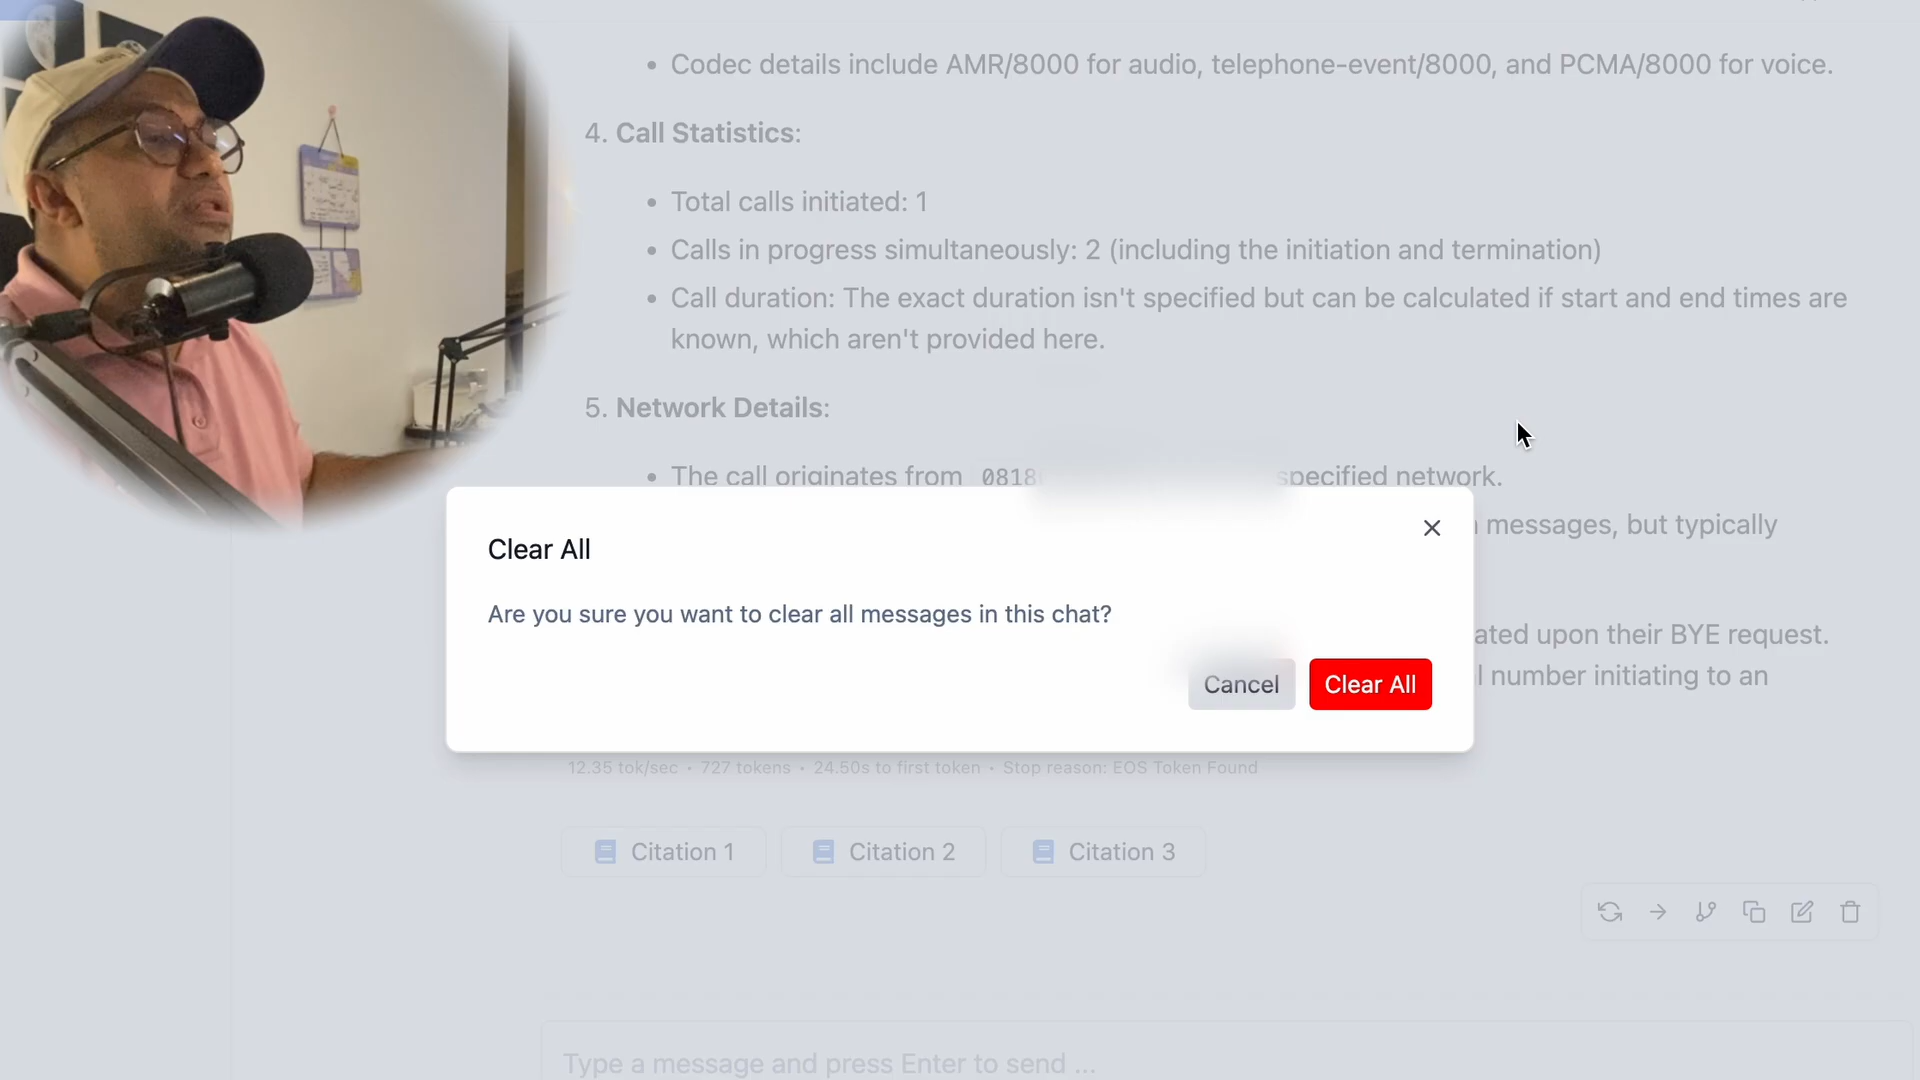 • Codec details include AMR/8000 for audio, telephone-event/8000, and PCMA/8000 for voice.
4. Call Statistics:
• Total calls initiated: 1
• Calls in progress simultaneously: 2 (including the initiation and termination)
• Call duration: The exact duration isn't specified but can be calculated if start and end times are
known, which aren't provided here.
5. Network Details:
• The call originates from 0818 specified network.
messages, but typically
Clear All
Are you sure you want to clear all messages in this chat?
upon their BYE request.
number initiating to an
Cancel
Clear All
12.35 tok/sec • 727 tokens • 24.50s to first token • Stop reason: EOS Token Found
Citation 1
Citation 2
Citation 3
Type a message and press Enter to send ...